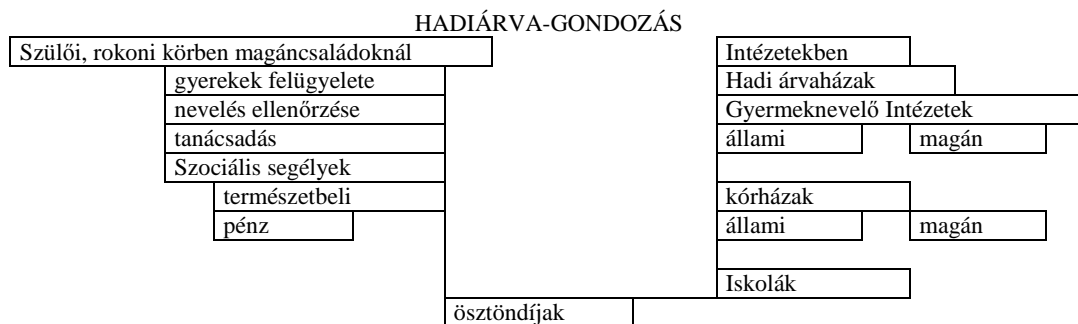 HADIÁRVA-GONDOZÁS
Szülői, rokoni körben magáncsaládoknál
Intézetekben
gyerekek felügyelete
Hadi árvaházak
nevelés ellenőrzése
Gyermeknevelő Intézetek
tanácsadás
állami
magán
Szociális segélyek
természetbeli
kórházak
pénz
állami
magán
Iskolák
ösztöndíjak